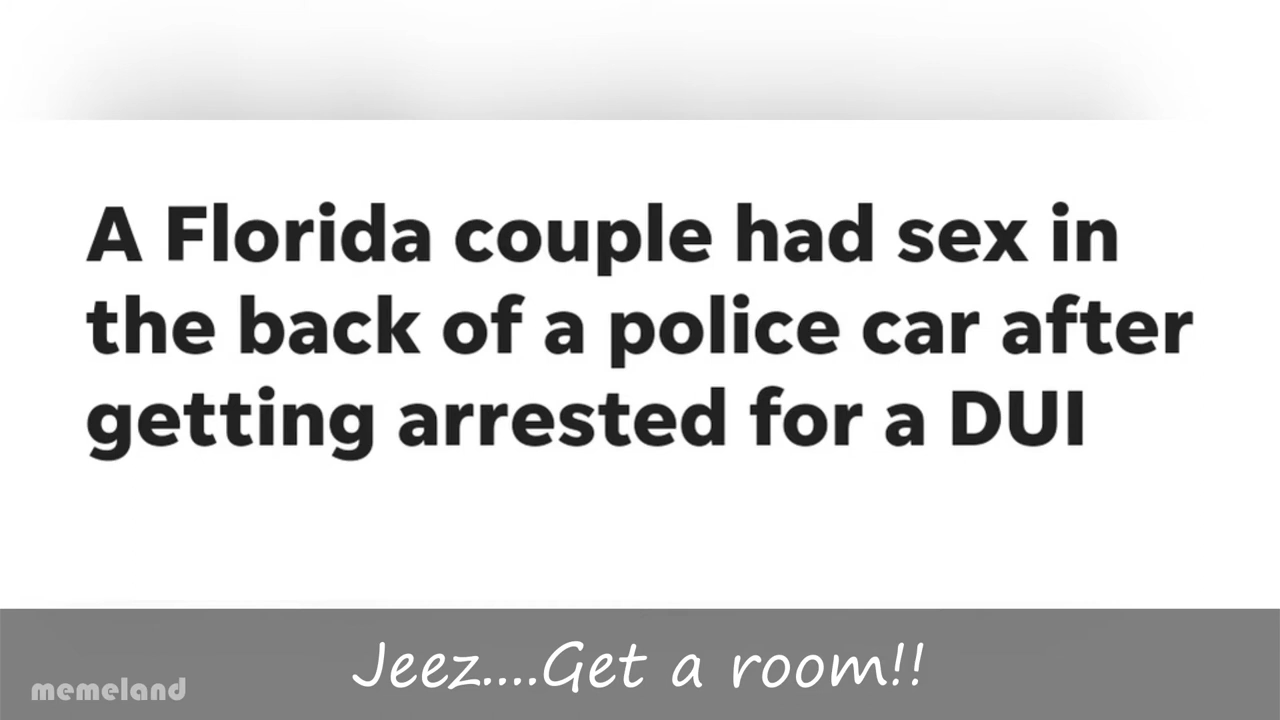 A Florida couple had sex in
the back of a police car after
getting arrested for a DUI
Jeez....Get a room!!
memeland